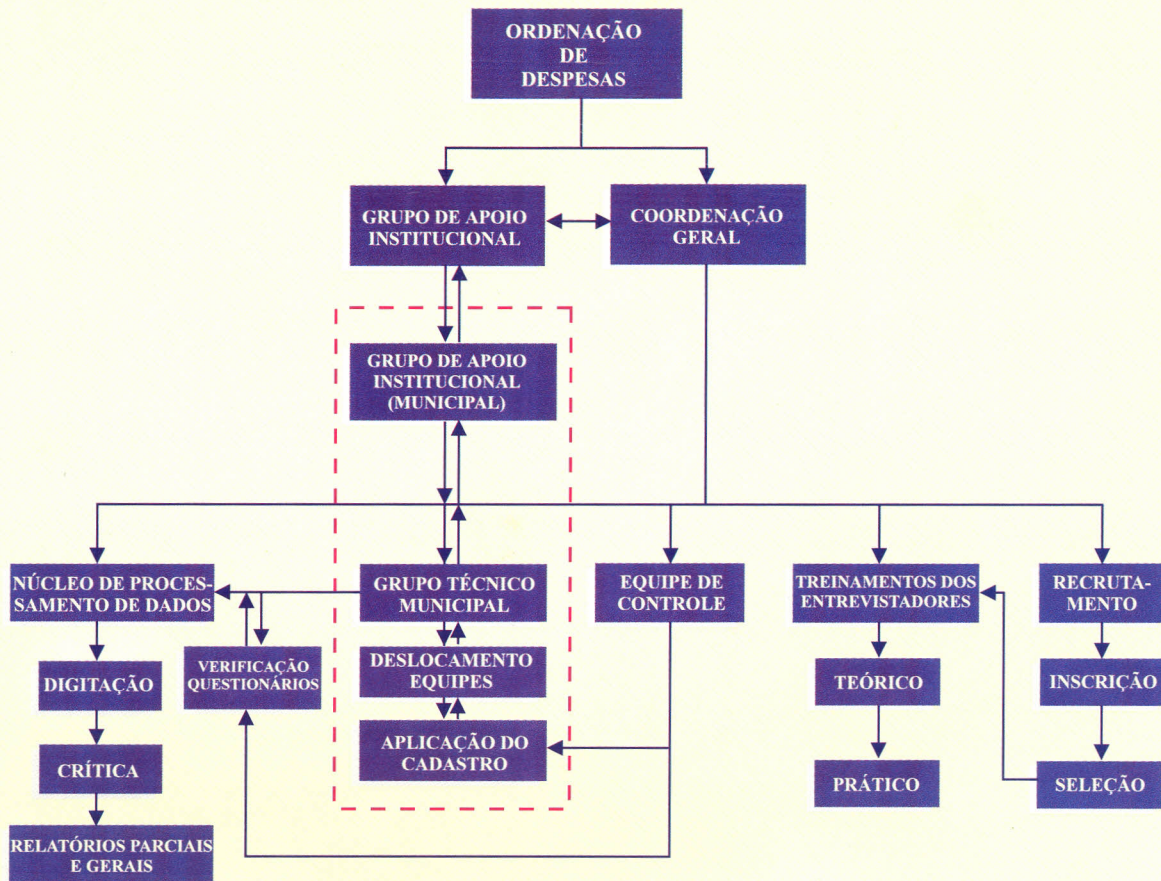 ORDENAÇÃO
DE
DESPESAS
GRUPO DE APOIO
INSTITUCIONAL
COORDENAÇÃO
GERAL
GRUPO DE APOIO
INSTITUCIONAL
(MUNICIPAL)
NÚCLEO DE PROCES-
SAMENTO DE DADOS
GRUPO TÉCNICO
MUNICIPAL
EQUIPE DE
CONTROLE
TREINAMENTOS DOS
ENTREVISTADORES
RECRUTA-
MENTO
DIGITAÇÃO
VERIFICAÇÃO
QUESTIONÁRIOS
DESLOCAMENTO
EQUIPES
TEÓRICO
INSCRIÇÃO
CRÍTICA
APLICAÇÃO DO
CADASTRO
PRÁTICO
SELEÇÃO
RELATÓRIOS PARCIAIS
E GERAIS